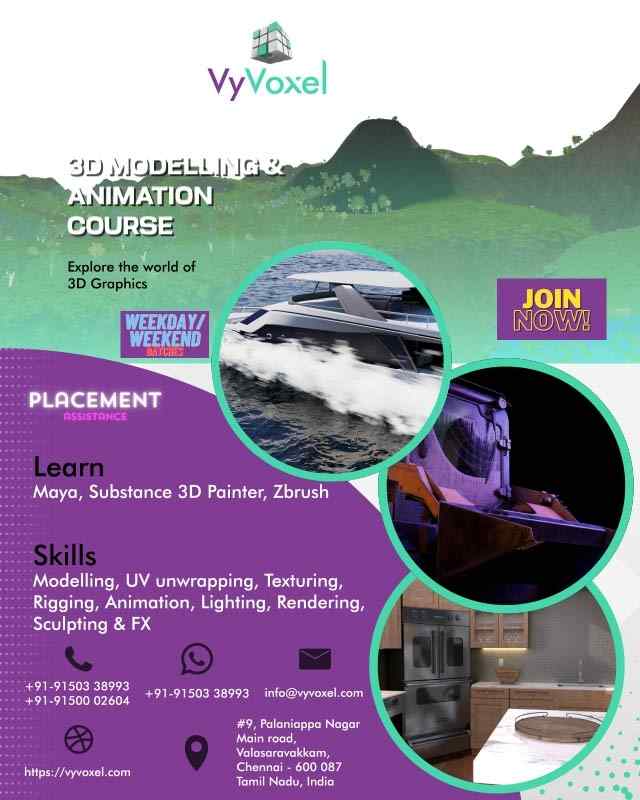 VyVoxel
3D MODELLING &
ANIMATION
COURSE
Explore the world of
3D Graphics
JOIN
NOW!
WEEKDAY/
WEEKEND
BATCHES
PLACEMENT
ASSISTANCE
Learn
Maya, Substance 3D Painter, Zbrush
Skills
Modelling, UV unwrapping, Texturing,
Rigging, Animation, Lighting, Rendering,
Sculpting & FX
+91-91503 38993
+91-91500 02604
+91-91503 38993
info@vyvoxel.com
https://vyvoxel.com
#9, Palaniappa Nagar
Main road,
Valasaravakkam,
Chennai - 600 087
Tamil Nadu, India